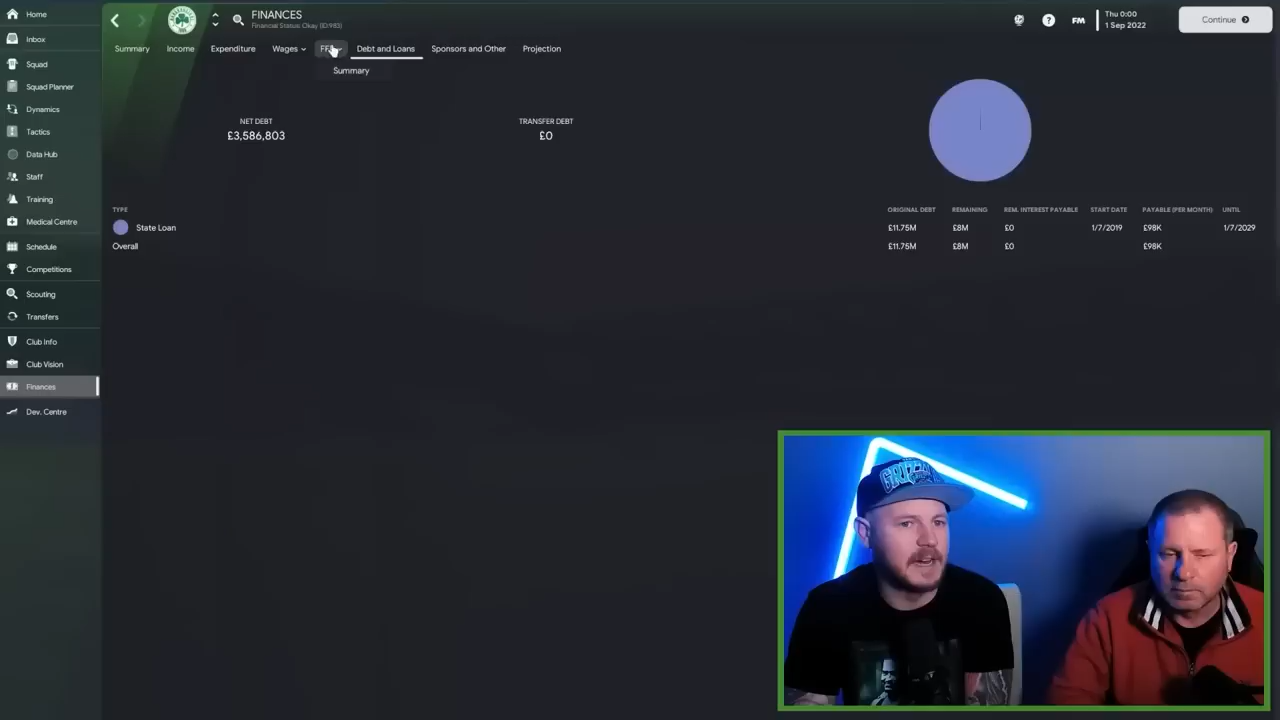 Home
Inbox
Squad
Squad Planner
Dynamics
Tactics
Data Hub
Staff
Training
Medical Centre
Schedule
Competitions
Scouting
Transfers
Club Info
Club Vision
Finances
Dev. Centre
FINANCES
Financial Status: Okay (ID:983)
FM
Thu 0:00
1 Sep 2022
Continue
Summary Income Expenditure Wages FFP Debt and Loans Sponsors and Other Projection
Summary
NET DEBT
£3,586,803
TRANSFER DEBT
£0
TYPE ORIGINAL DEBT REMAINING REM. INTEREST PAYABLE START DATE PAYABLE (PER MONTH) UNTIL
State Loan £11.75M £8M £0 1/7/2019 £98K 1/7/2029
Overall £11.75M £8M £0 £98K